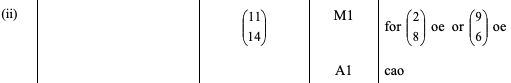 (ii) (11 14) M1 for (2 8) oe or (9 6) oe
A1 cao